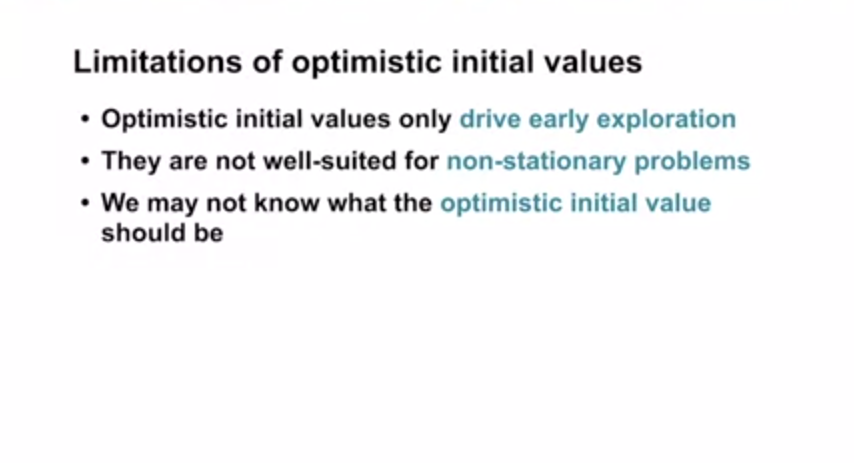 Limitations of optimistic initial values
• Optimistic initial values only drive early exploration
• They are not well-suited for non-stationary problems
• We may not know what the optimistic initial value
should be